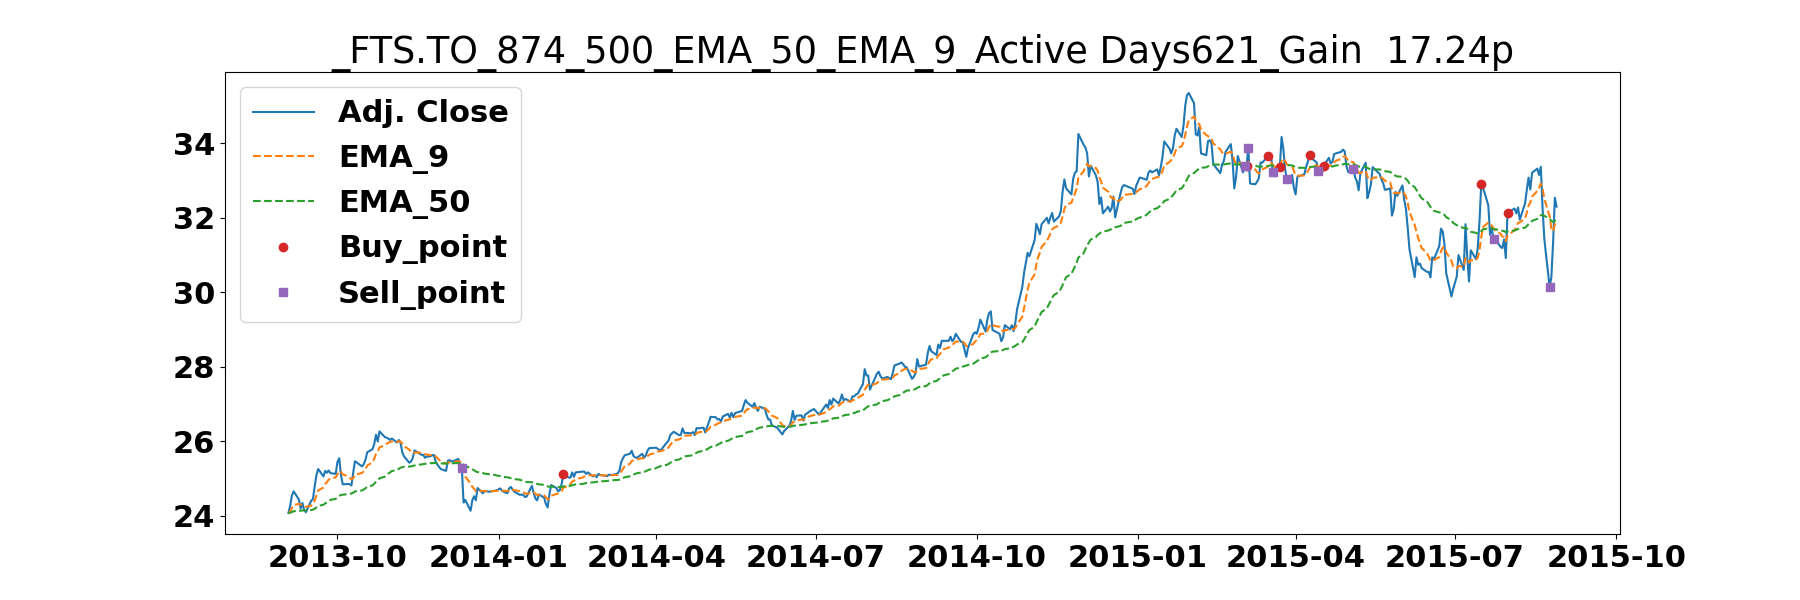 _FTS.TO_874_500_EMA_50_EMA_9_Active Days621_Gain  17.24p
Adj. Close
EMA_9
EMA_50
Buy_point
Sell_point
34
32
30
28
26
24
2013-10 2014-01 2014-04 2014-07 2014-10 2015-01 2015-04 2015-07 2015-10